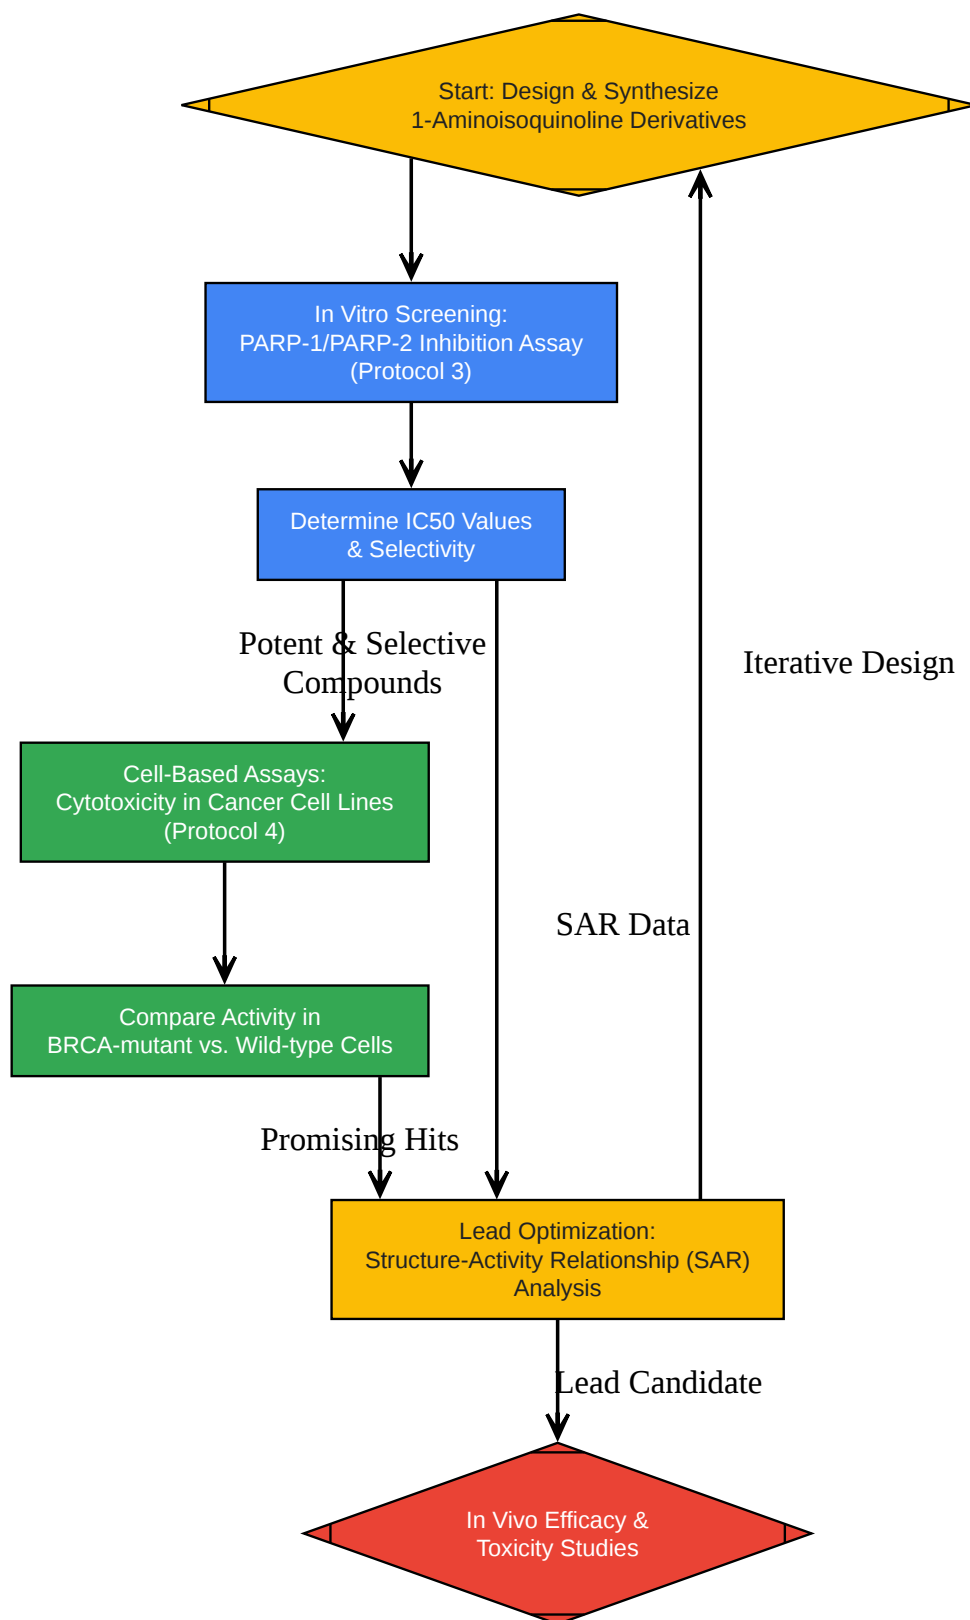 Start: Design & Synthesize
1-Aminoisoquinoline Derivatives
In Vitro Screening:
PARP-1/PARP-2 Inhibition Assay
(Protocol 3)
Determine IC50 Values
& Selectivity
Potent & Selective
Compounds
Iterative Design
Cell-Based Assays:
Cytotoxicity in Cancer Cell Lines
(Protocol 4)
SAR Data
Compare Activity in
BRCA-mutant vs. Wild-type Cells
Promising Hits
Lead Optimization:
Structure-Activity Relationship (SAR)
Analysis
Lead Candidate
In Vivo Efficacy &
Toxicity Studies